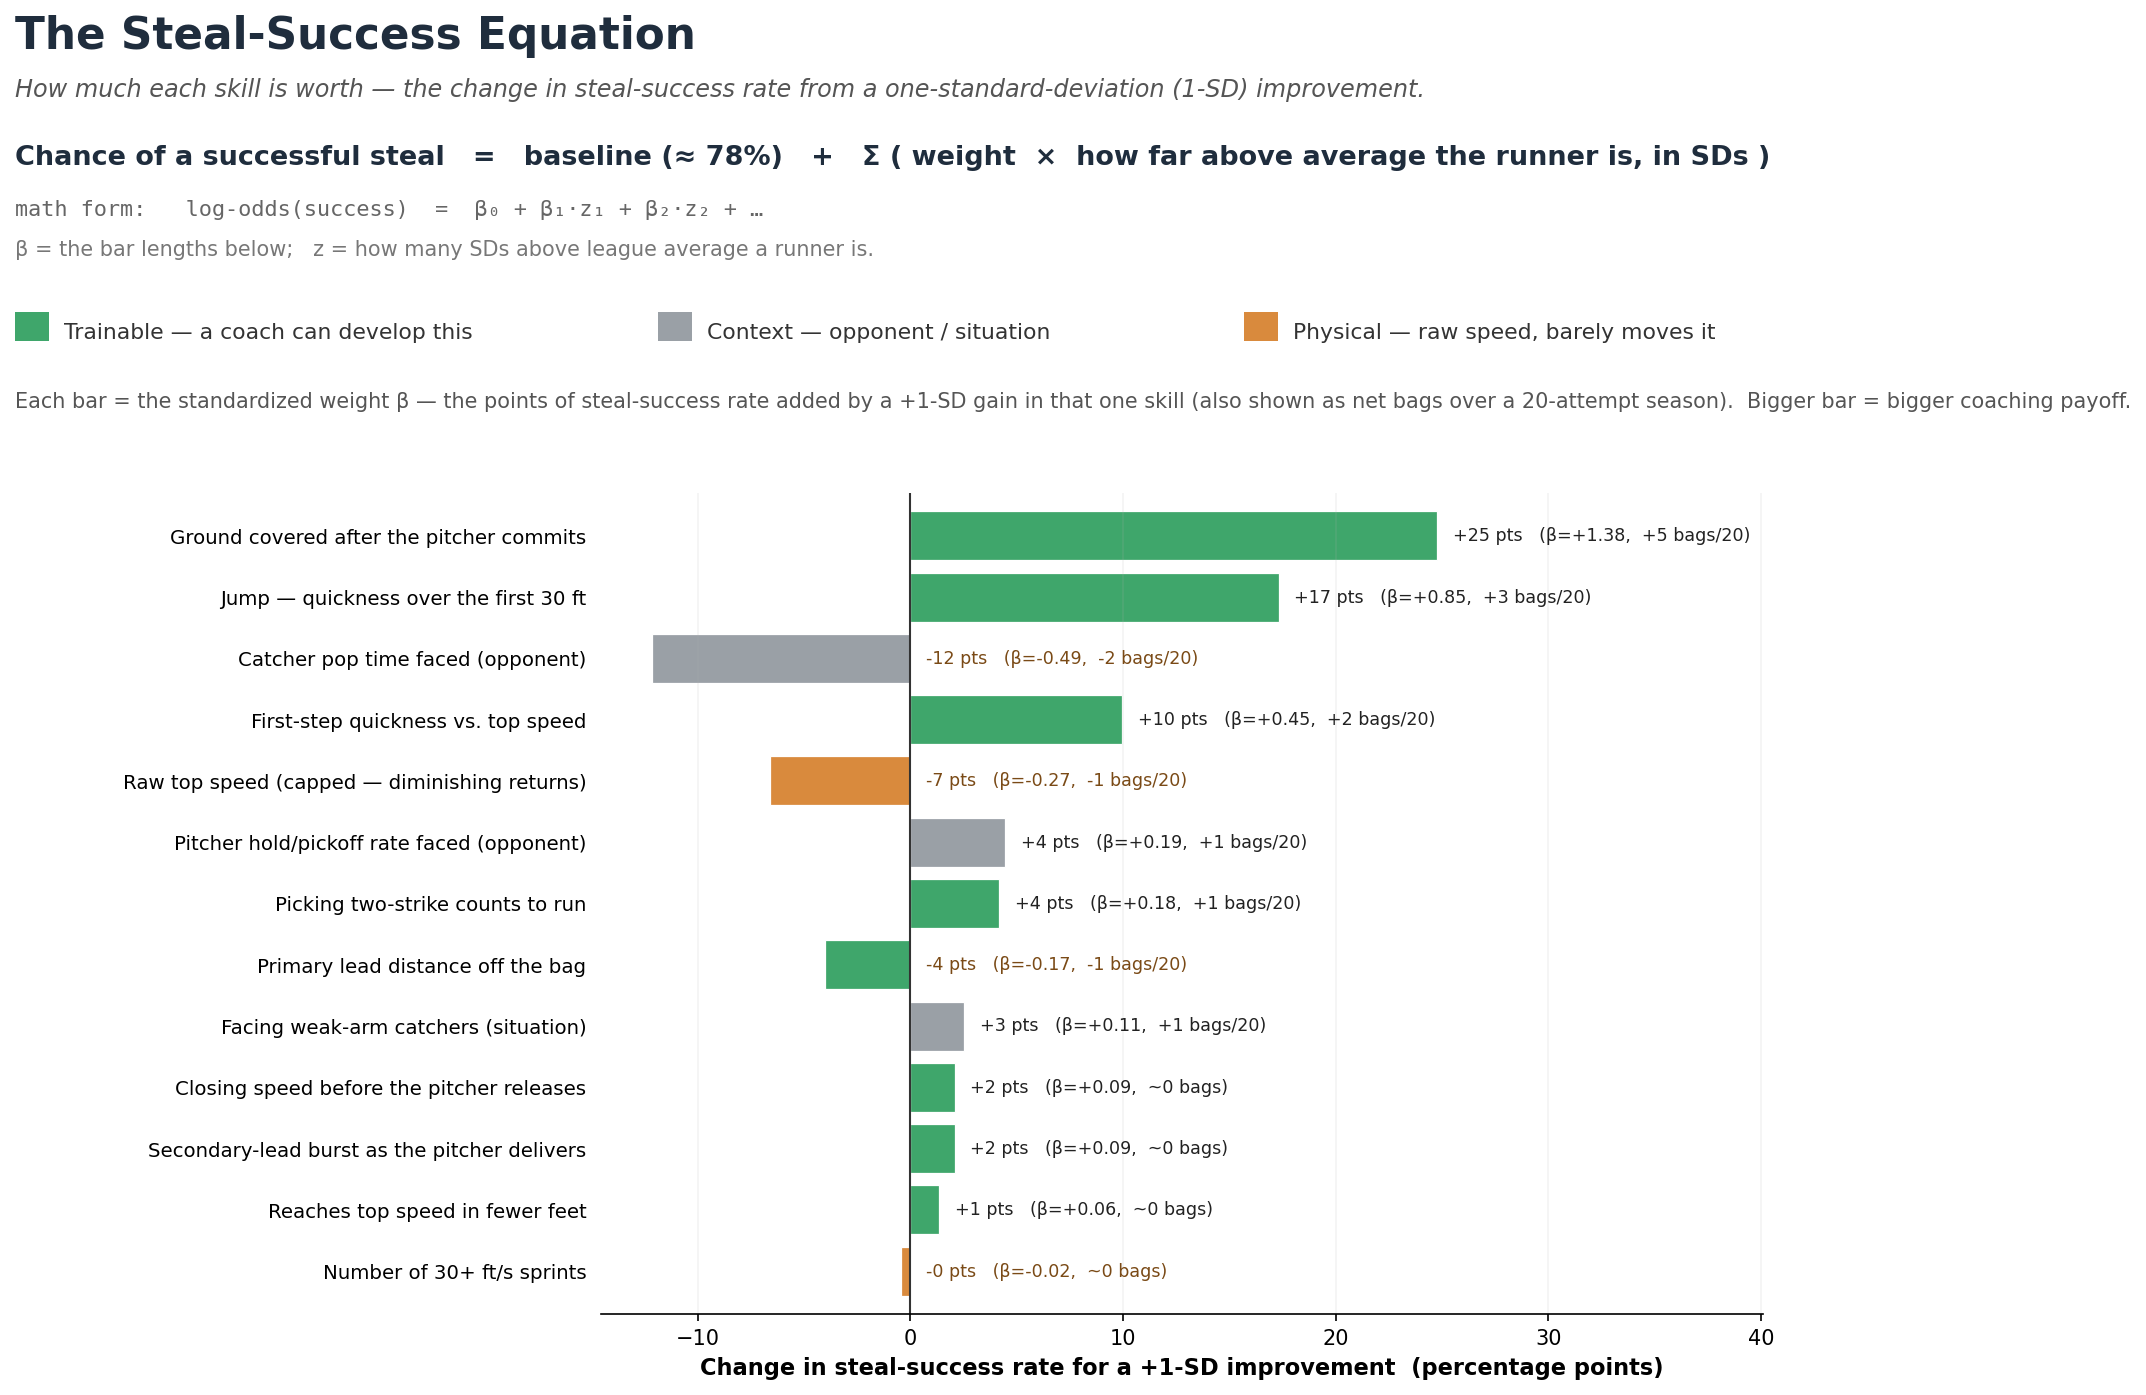 The Steal-Success Equation
How much each skill is worth — the change in steal-success rate from a one-standard-deviation (1-SD) improvement.
Chance of a successful steal = baseline (≈ 78%) + Σ ( weight × how far above average the runner is, in SDs )
math form: log-odds(success) = β₀ + β₁·z₁ + β₂·z₂ + …
β = the bar lengths below; z = how many SDs above league average a runner is.
Trainable — a coach can develop this
Context — opponent / situation
Physical — raw speed, barely moves it
Each bar = the standardized weight β — the points of steal-success rate added by a +1-SD gain in that one skill (also shown as net bags over a 20-attempt season). Bigger bar = bigger coaching payoff.
Ground covered after the pitcher commits +25 pts (β=+1.38, +5 bags/20)
Jump — quickness over the first 30 ft +17 pts (β=+0.85, +3 bags/20)
Catcher pop time faced (opponent) -12 pts (β=-0.49, -2 bags/20)
First-step quickness vs. top speed +10 pts (β=+0.45, +2 bags/20)
Raw top speed (capped — diminishing returns) -7 pts (β=-0.27, -1 bags/20)
Pitcher hold/pickoff rate faced (opponent) +4 pts (β=+0.19, +1 bags/20)
Picking two-strike counts to run +4 pts (β=+0.18, +1 bags/20)
Primary lead distance off the bag -4 pts (β=-0.17, -1 bags/20)
Facing weak-arm catchers (situation) +3 pts (β=+0.11, +1 bags/20)
Closing speed before the pitcher releases +2 pts (β=+0.09, ~0 bags)
Secondary-lead burst as the pitcher delivers +2 pts (β=+0.09, ~0 bags)
Reaches top speed in fewer feet +1 pts (β=+0.06, ~0 bags)
Number of 30+ ft/s sprints -0 pts (β=-0.02, ~0 bags)
−10 0 10 20 30 40
Change in steal-success rate for a +1-SD improvement (percentage points)